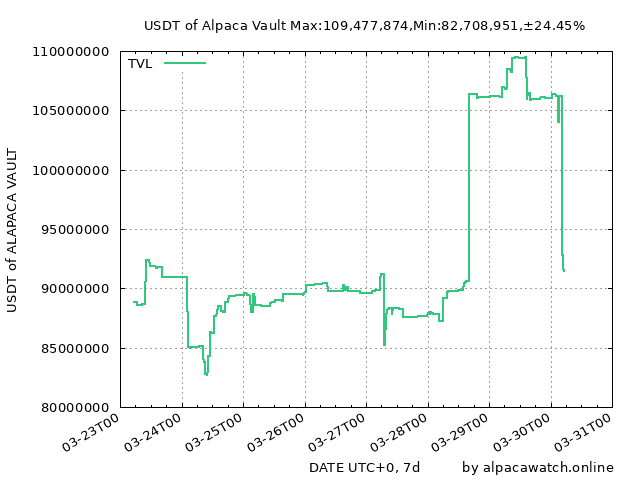 USDT of Alpaca Vault Max:109,477,874,Min:82,708,951,±24.45%
TVL
USDT of ALAPACA VAULT
110000000
105000000
100000000
95000000
90000000
85000000
80000000
03-23T00
03-24T00
03-25T00
03-26T00
03-27T00
03-28T00
03-29T00
03-30T00
03-31T00
DATE UTC+0, 7d
by alpacawatch.online